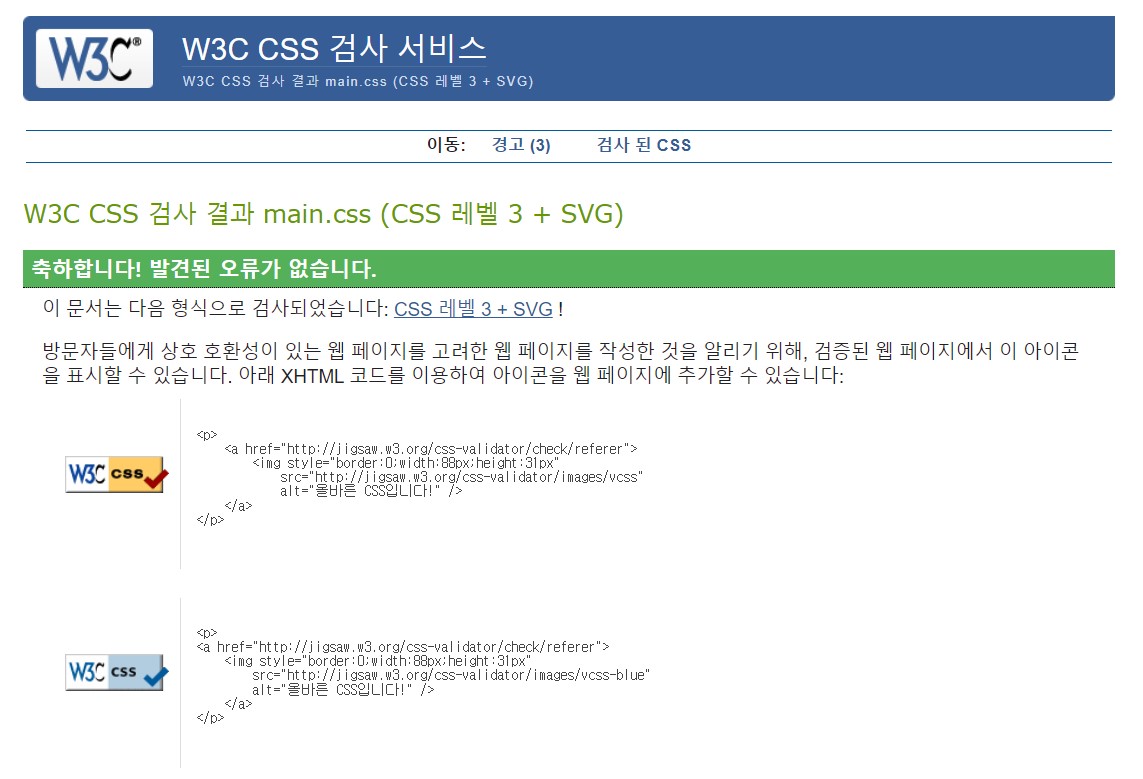 W3C® W3C CSS 검사 서비스
W3C CSS 검사 결과 main.css (CSS 레벨 3 + SVG)
이동: 경고 (3) 검사 된 CSS
W3C CSS 검사 결과 main.css (CSS 레벨 3 + SVG)
축하합니다! 발견된 오류가 없습니다.
이 문서는 다음 형식으로 검사되었습니다: CSS 레벨 3 + SVG !
방문자들에게 상호 호환성이 있는 웹 페이지를 고려한 웹 페이지를 작성한 것을 알리기 위해, 검증된 웹 페이지에서 이 아이콘
을 표시할 수 있습니다. 아래 XHTML 코드를 이용하여 아이콘을 웹 페이지에 추가할 수 있습니다:
<p>
<a href="http://jigsaw.w3.org/css-validator/check/referer">
<img style="border:0;width:88px;height:31px"
W3C css
src="http://jigsaw.w3.org/css-validator/images/vcss"
alt="올바른 CSS입니다!" />
</a>
</p>
<p>
<a href="http://jigsaw.w3.org/css-validator/check/referer">
<img style="border:0;width:88px;height:31px"
W3C css
src="http://jigsaw.w3.org/css-validator/images/vcss-blue"
alt="올바른 CSS입니다!" />
</a>
</p>